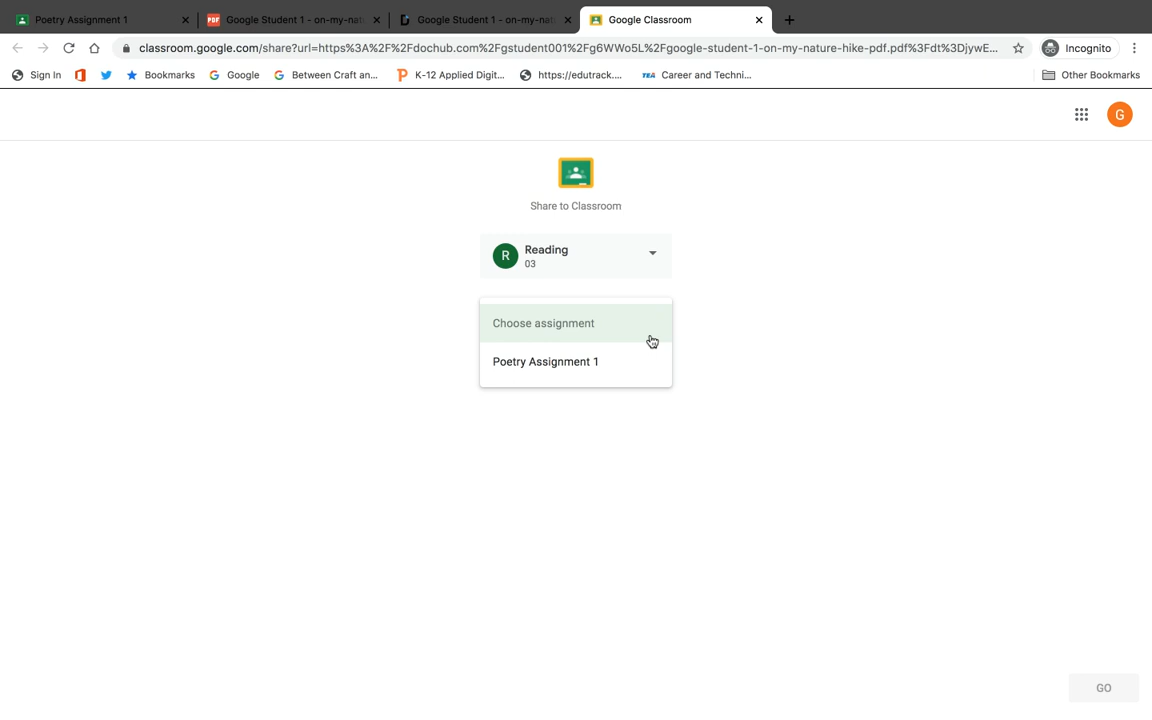 Poetry Assignment 1
PDF Google Student 1 - on-my-nat
Google Student 1 - on-my-nat
Google Classroom
classroom.google.com/share?url=https%3A%2F%2Fdochub.com%2Fgstudent001%2Fg6WWo5L%2Fgoogle-student-1-on-my-nature-hike-pdf.pdf%3Fdt%3DjywE...
Incognito
Sign In
Bookmarks
Google
Between Craft an...
K-12 Applied Digit...
https://edutrack....
TEA Career and Techni...
Other Bookmarks
G
Share to Classroom
R Reading
03
Choose assignment
Poetry Assignment 1
GO